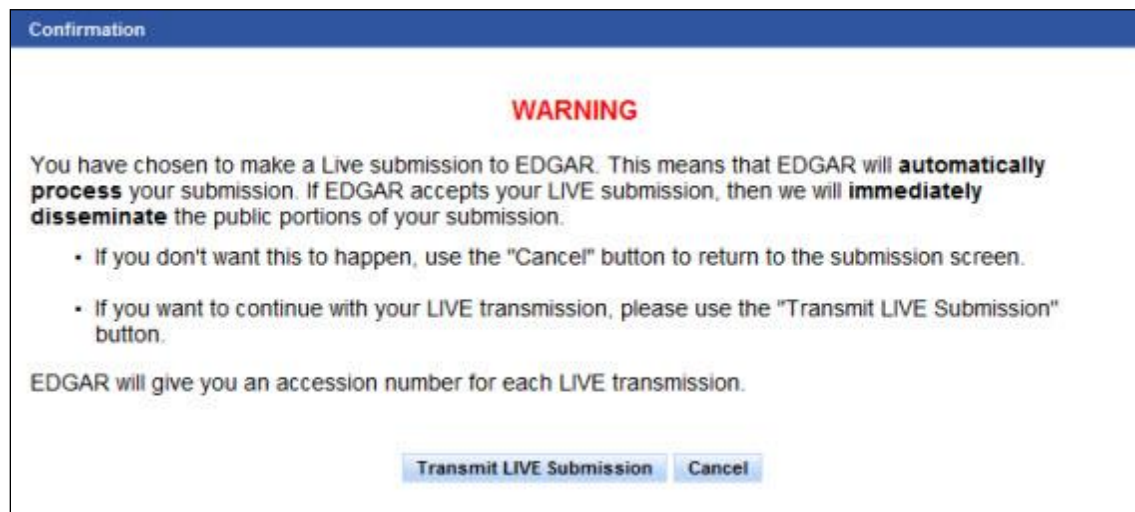 Confirmation
WARNING
You have chosen to make a Live submission to EDGAR. This means that EDGAR will automatically
process your submission. If EDGAR accepts your LIVE submission, then we will immediately
disseminate the public portions of your submission.
• If you don't want this to happen, use the "Cancel" button to return to the submission screen.
• If you want to continue with your LIVE transmission, please use the "Transmit LIVE Submission"
button.
EDGAR will give you an accession number for each LIVE transmission.
Transmit LIVE Submission Cancel